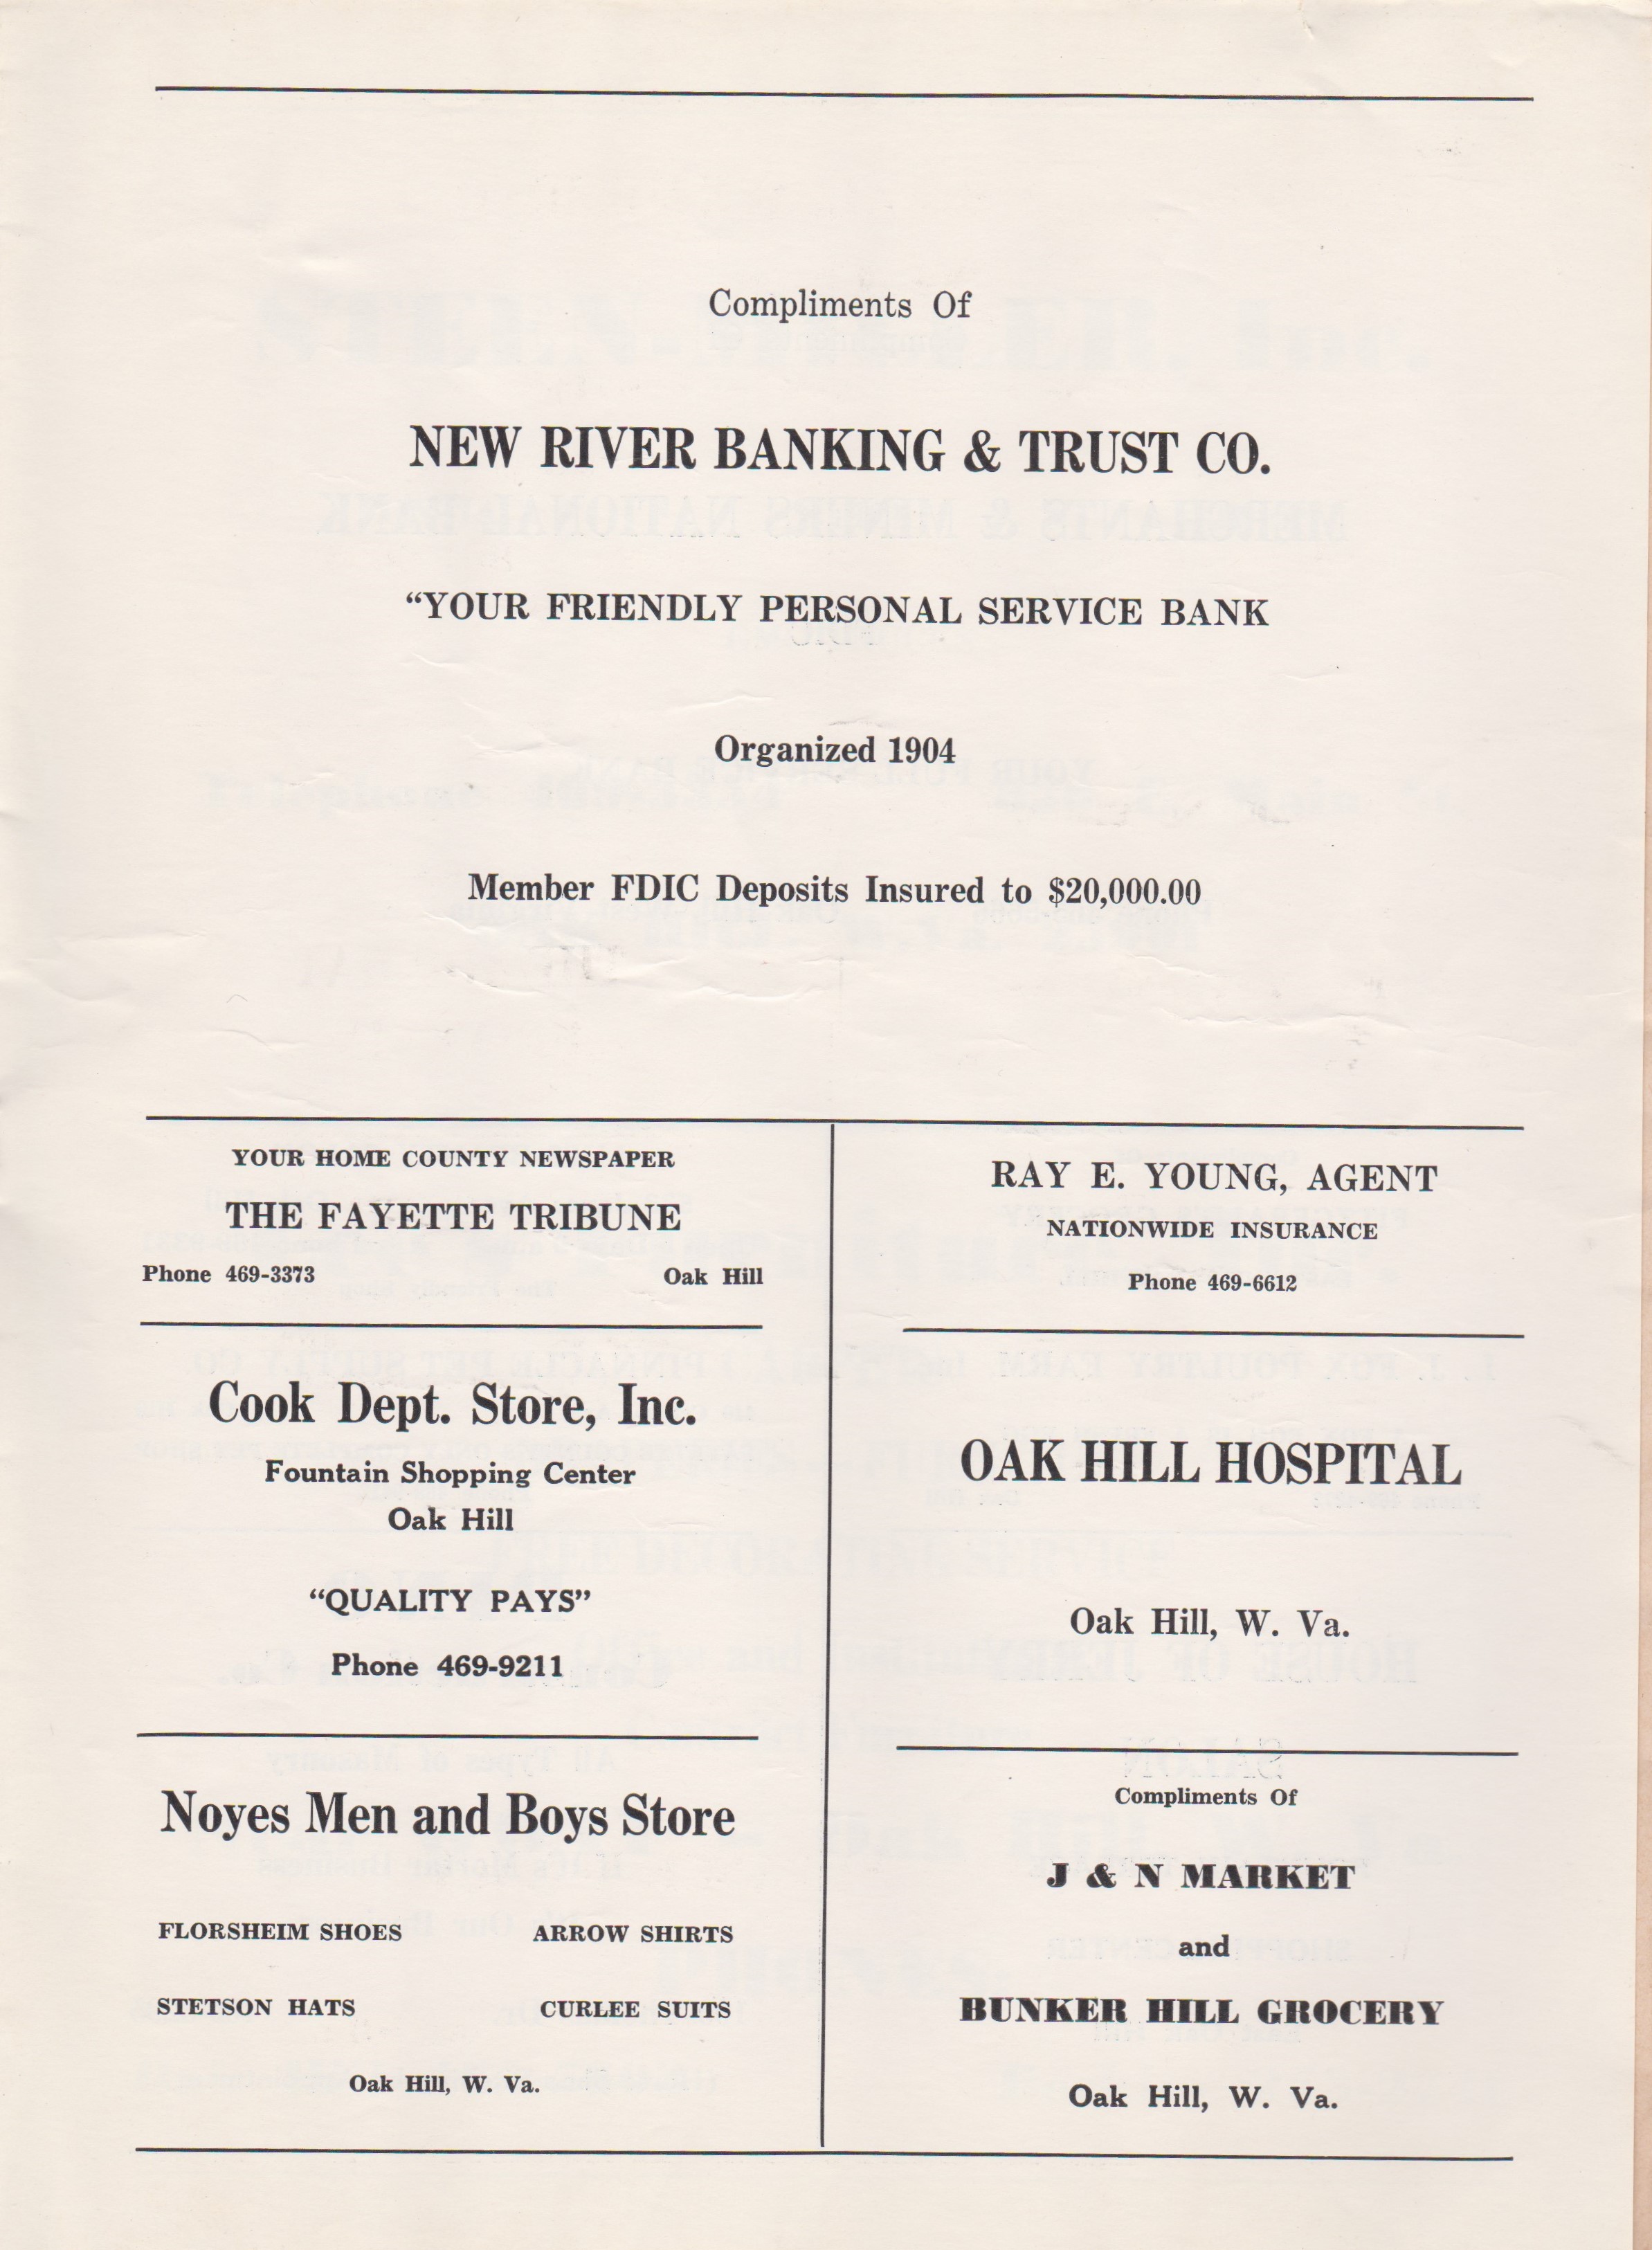 Compliments Of
NEW RIVER BANKING & TRUST CO.
“YOUR FRIENDLY PERSONAL SERVICE BANK
Organized 1904
Member FDIC Deposits Insured to $20,000.00
YOUR HOME COUNTY NEWSPAPER
THE FAYETTE TRIBUNE
Phone 469-3373 Oak Hill
Cook Dept. Store, Inc.
Fountain Shopping Center
Oak Hill
“QUALITY PAYS”
Phone 469-9211
Noyes Men and Boys Store
FLORSHEIM SHOES ARROW SHIRTS
STETSON HATS CURLEE SUITS
Oak Hill, W. Va.
RAY E. YOUNG, AGENT
NATIONWIDE INSURANCE
Phone 469-6612
OAK HILL HOSPITAL
Oak Hill, W. Va.
Compliments Of
J & N MARKET
and
BUNKER HILL GROCERY
Oak Hill, W. Va.